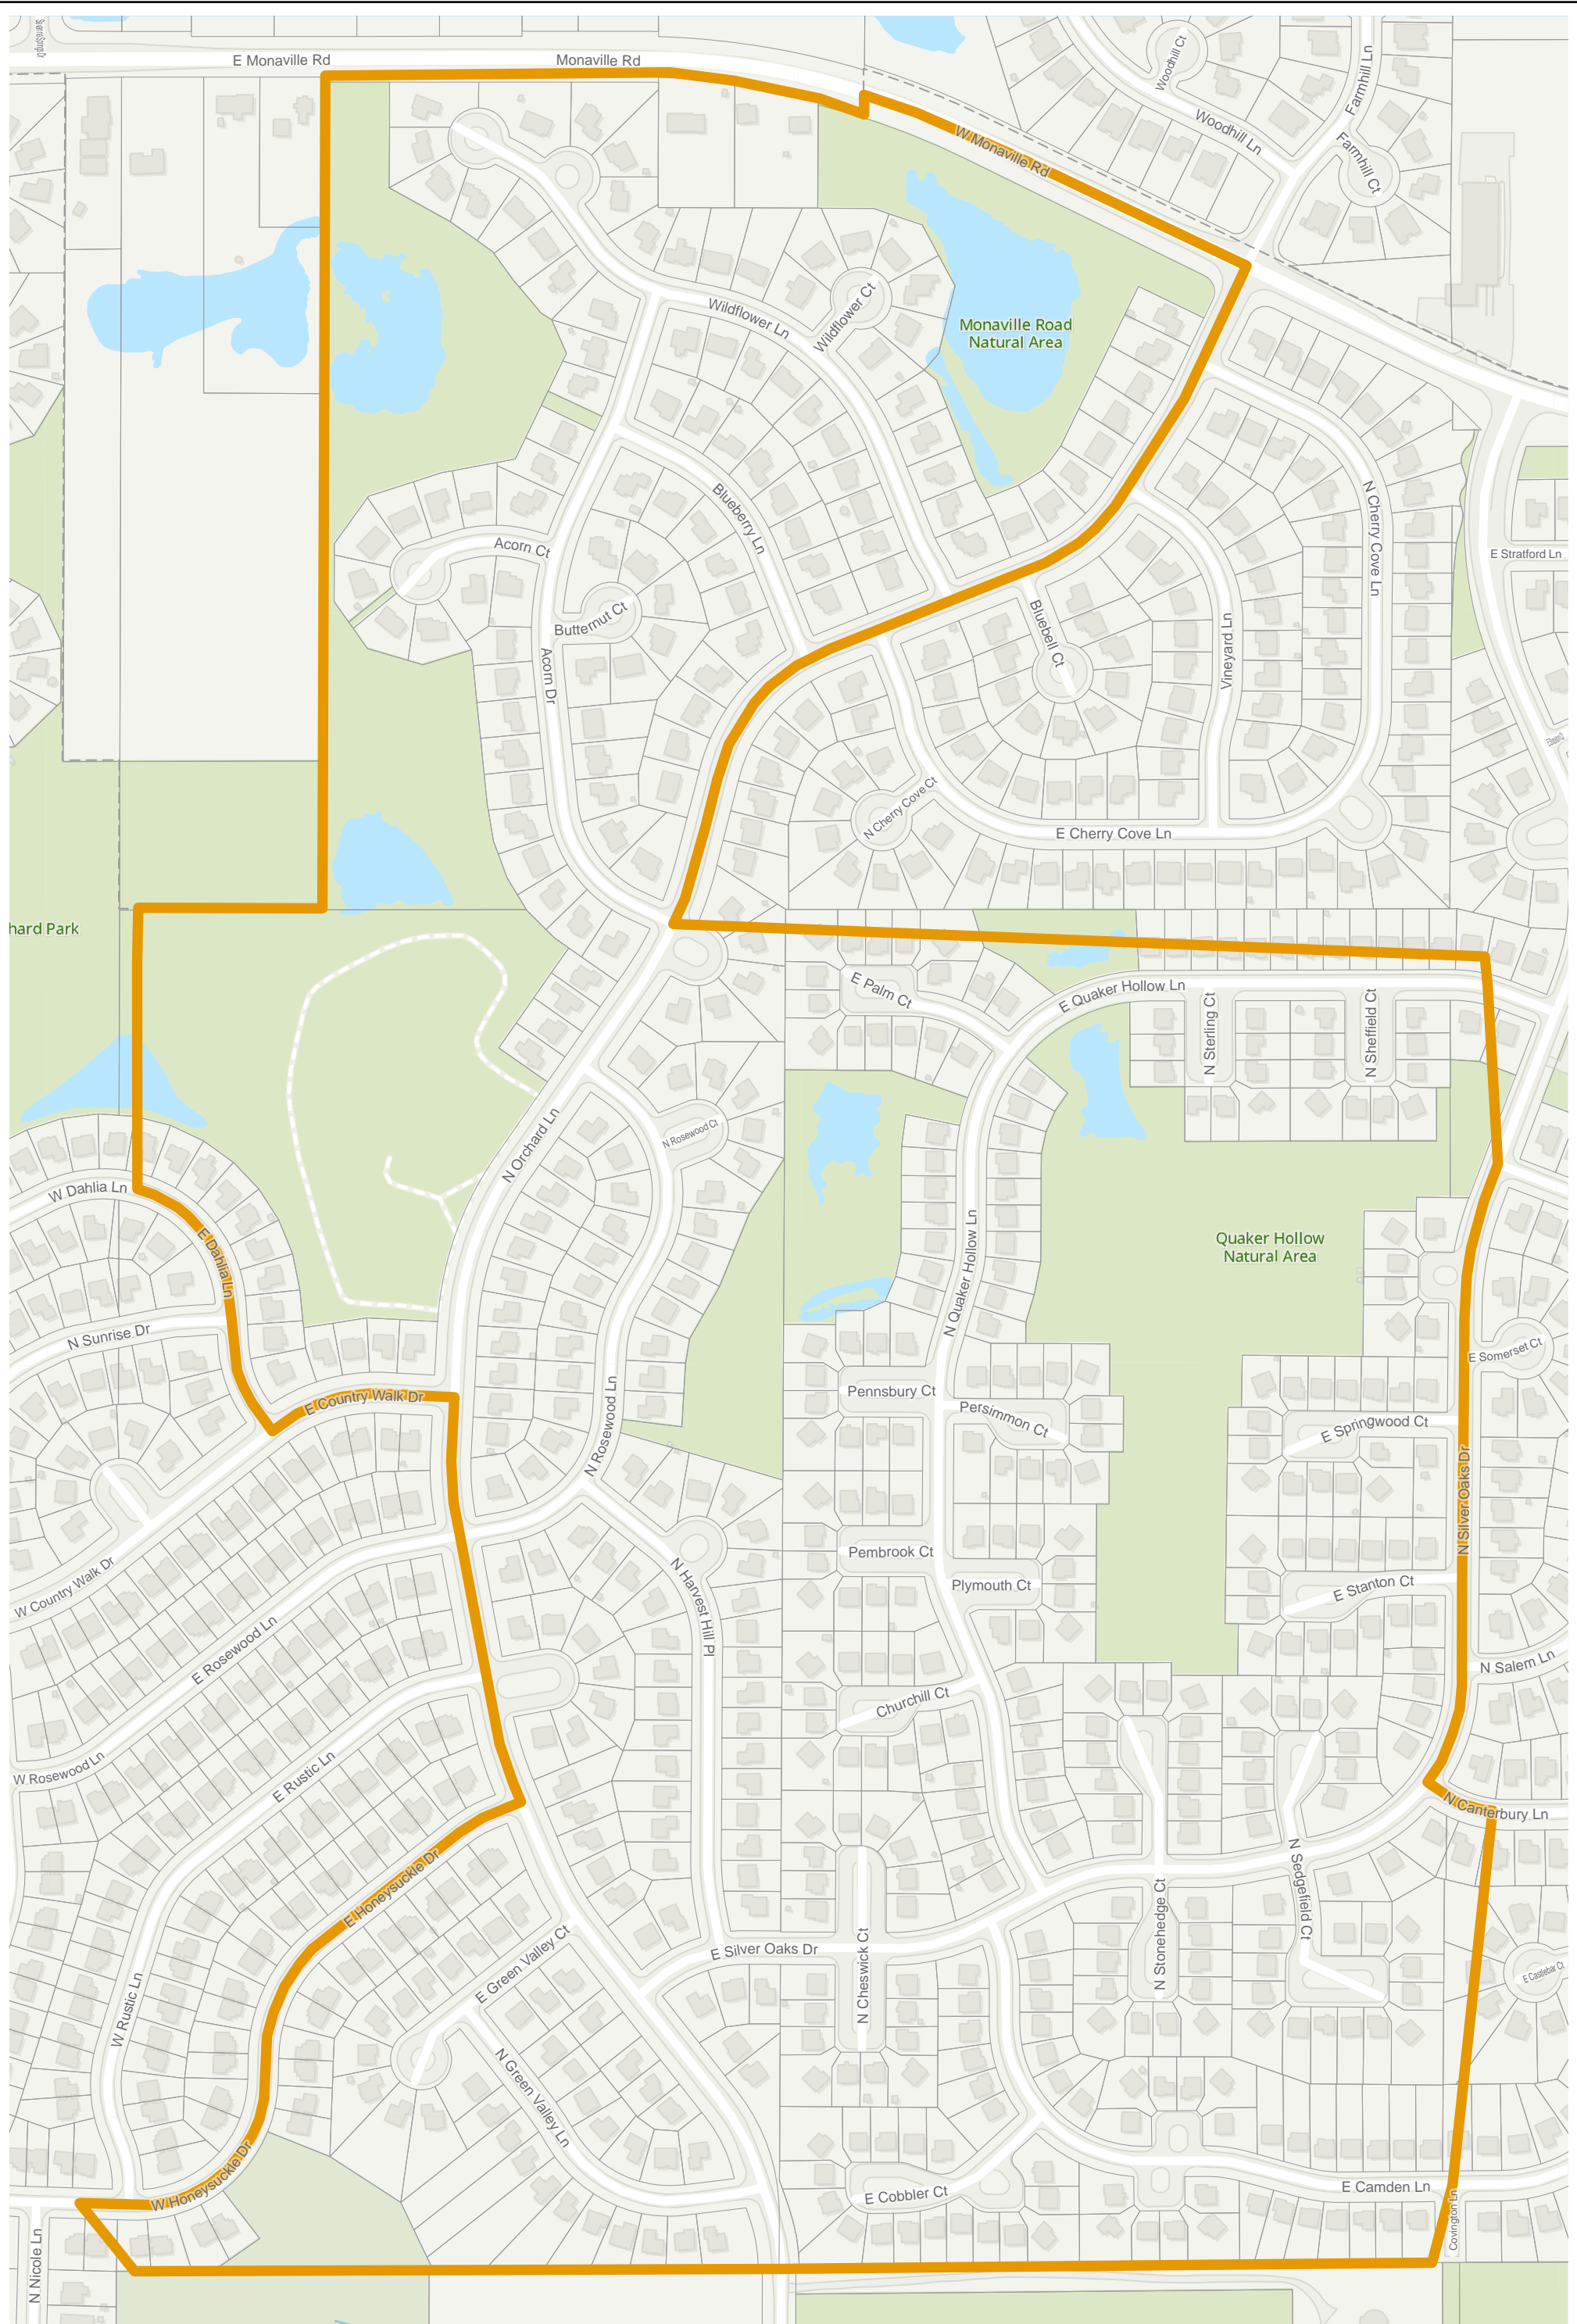 E Monaville Rd
Monaville Rd
W Monaville Rd
Woodhill Ct
Woodhill Ln
Farmhill Ln
Farmhill Ct
Wildflower Ln
Wildflower Ct
Monaville Road
Natural Area
Blueberry Ln
N Cherry Cove Ln
Acorn Ct
E Stratford Ln
Butternut Ct
Bluebell Ct
Vineyard Ln
Acorn Dr
N Cherry Cove Ct
E Cherry Cove Ln
hard Park
E Palm Ct
E Quaker Hollow Ln
N Sterling Ct
N Sheffield Ct
N Orchard Ln
N Rosewood Ct
W Dahlia Ln
E Dahlia Ln
N Quaker Hollow Ln
Quaker Hollow
Natural Area
N Sunrise Dr
E Somerset Ct
E Country Walk Dr
Pennsbury Ct
Persimmon Ct
E Springwood Ct
N Rosewood Ln
N Silver Oaks Dr
W Country Walk Dr
Pembrook Ct
Plymouth Ct
E Stanton Ct
N Harvest Hill Pl
E Rosewood Ln
N Salem Ln
Churchill Ct
W Rosewood Ln
E Rustic Ln
N Canterbury Ln
E Honeysuckle Dr
N Sedgefield Ct
N Stonehedge Ct
E Silver Oaks Dr
N Cheswick Ct
E Green Valley Ct
E Castlebar Ct
W Rustic Ln
N Green Valley Ln
W Honeysuckle Dr
E Cobbler Ct
E Camden Ln
Covington Ln
N Nicole Ln